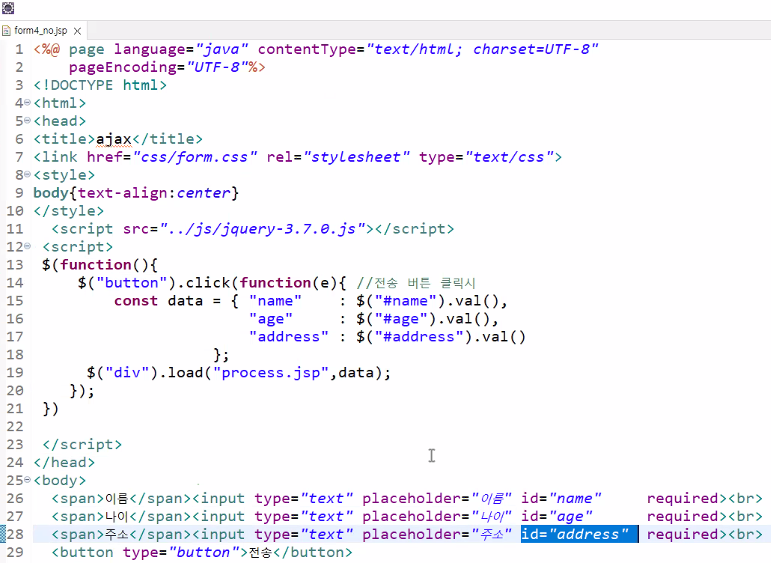 form4_no.jsp
1 <%@ page language="java" contentType="text/html; charset=UTF-8"
2     pageEncoding="UTF-8"%>
3 <!DOCTYPE html>
4 <html>
5 <head>
6 <title>ajax</title>
7 <link href="css/form.css" rel="stylesheet" type="text/css">
8 <style>
9 body{text-align:center}
10 </style>
11   <script src="../js/jquery-3.7.0.js"></script>
12  <script>
13  $(function(){
14      $("button").click(function(e){ //전송 버튼 클릭시
15          const data = { "name"    : $("#name").val(),
16                         "age"     : $("#age").val(),
17                         "address" : $("#address").val()
18                     };
19       $("div").load("process.jsp",data);
20     });
21  })
22
23  </script>
24 </head>
25 <body>
26   <span>이름</span><input type="text" placeholder="이름" id="name"     required><br>
27   <span>나이</span><input type="text" placeholder="나이" id="age"      required><br>
28   <span>주소</span><input type="text" placeholder="주소" id="address"  required><br>
29   <button type="button">전송</button>